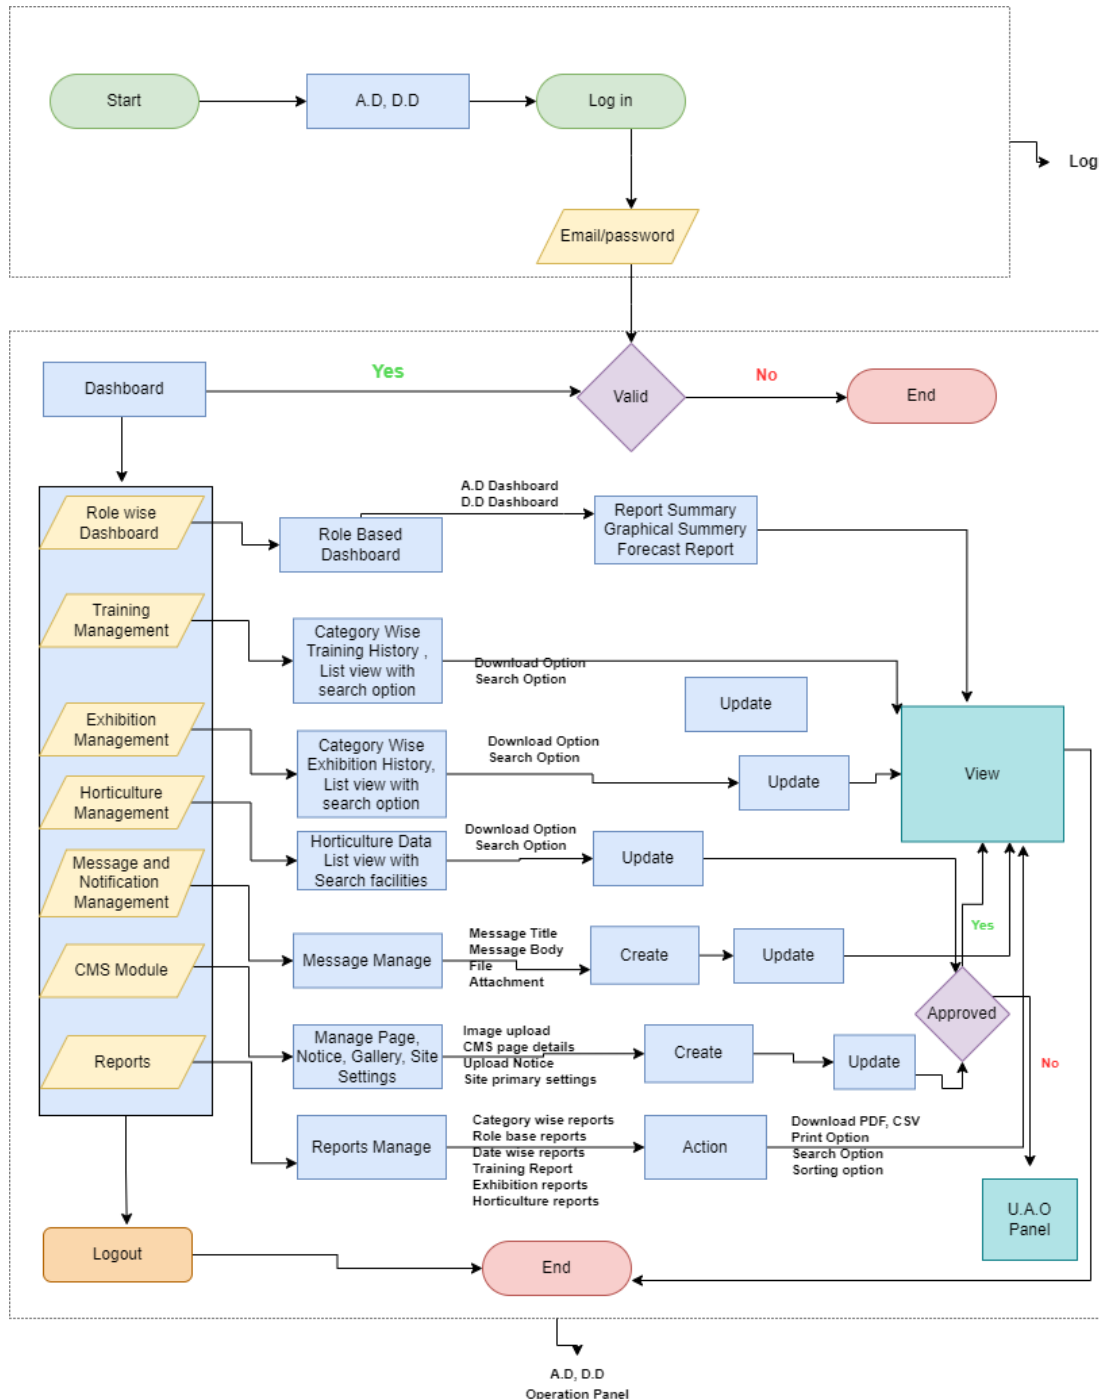 Start
A.D, D.D
Log in
Log
Email/password
Dashboard
Yes
Valid
No
End
Role wise
Dashboard
Role Based
Dashboard
A.D Dashboard
D.D Dashboard
Report Summary
Graphical Summery
Forecast Report
Training
Management
Category Wise
Training History ,
List view with
search option
Download Option
Search Option
Update
View
Exhibition
Management
Category Wise
Exhibition History,
List view with
search option
Download Option
Search Option
Update
Horticulture
Management
Horticulture Data
List view with
Search facilities
Download Option
Search Option
Update
Message and
Notification
Management
Message Manage
Message Title
Message Body
File
Attachment
Create
Update
Yes
Approved
No
CMS Module
Manage Page,
Notice, Gallery, Site
Settings
Image upload
CMS page details
Upload Notice
Site primary settings
Create
Update
Reports
Reports Manage
Category wise reports
Role base reports
Date wise reports
Training Report
Exhibition reports
Horticulture reports
Action
Download PDF, CSV
Print Option
Search Option
Sorting option
U.A.O
Panel
Logout
End
A.D, D.D
Operation Panel